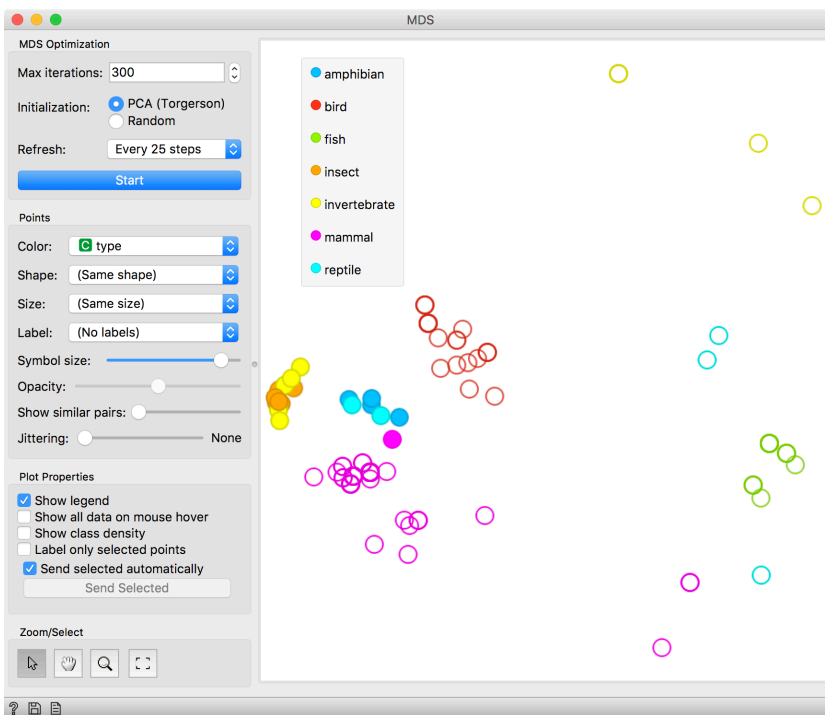 MDS
MDS Optimization
Max iterations: 300
Initialization: PCA (Torgerson)
Random
Refresh: Every 25 steps
Start
Points
Color: C type
Shape: (Same shape)
Size: (Same size)
Label: (No labels)
Symbol size:
Opacity:
Show similar pairs:
Jittering: None
Plot Properties
Show legend
Show all data on mouse hover
Show class density
Label only selected points
Send selected automatically
Send Selected
Zoom/Select
?
amphibian
bird
fish
insect
invertebrate
mammal
reptile